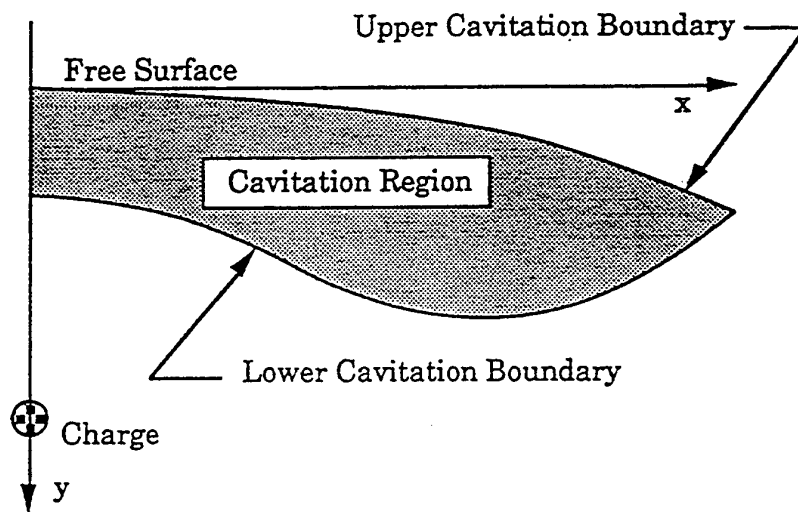 Upper Cavitation Boundary
Free Surface
x
Cavitation Region
Lower Cavitation Boundary
Charge
y